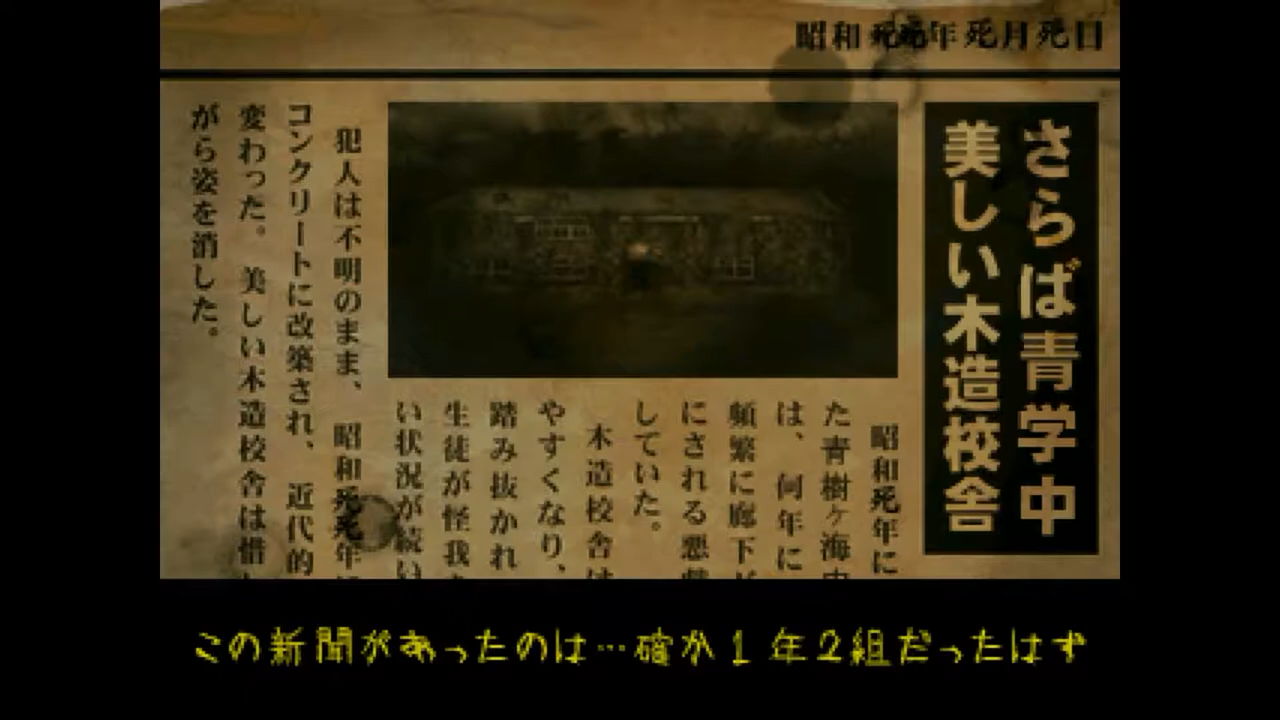 昭和死死年死月死日
さらば青学中
美しい木造校舎
昭和死年に
た青樹ヶ海中
は、何年に
頻繁に廊下が
にされる悪戯
していた。
木造校舎は
やすくなり、
踏み抜かれ
生徒が怪我を
い状況が続い
犯人は不明のまま、昭和死死年に
コンクリートに改築され、近代的
変わった。美しい木造校舎は惜し
がら姿を消した。
この新聞があったのは…確か1年2組だったはず